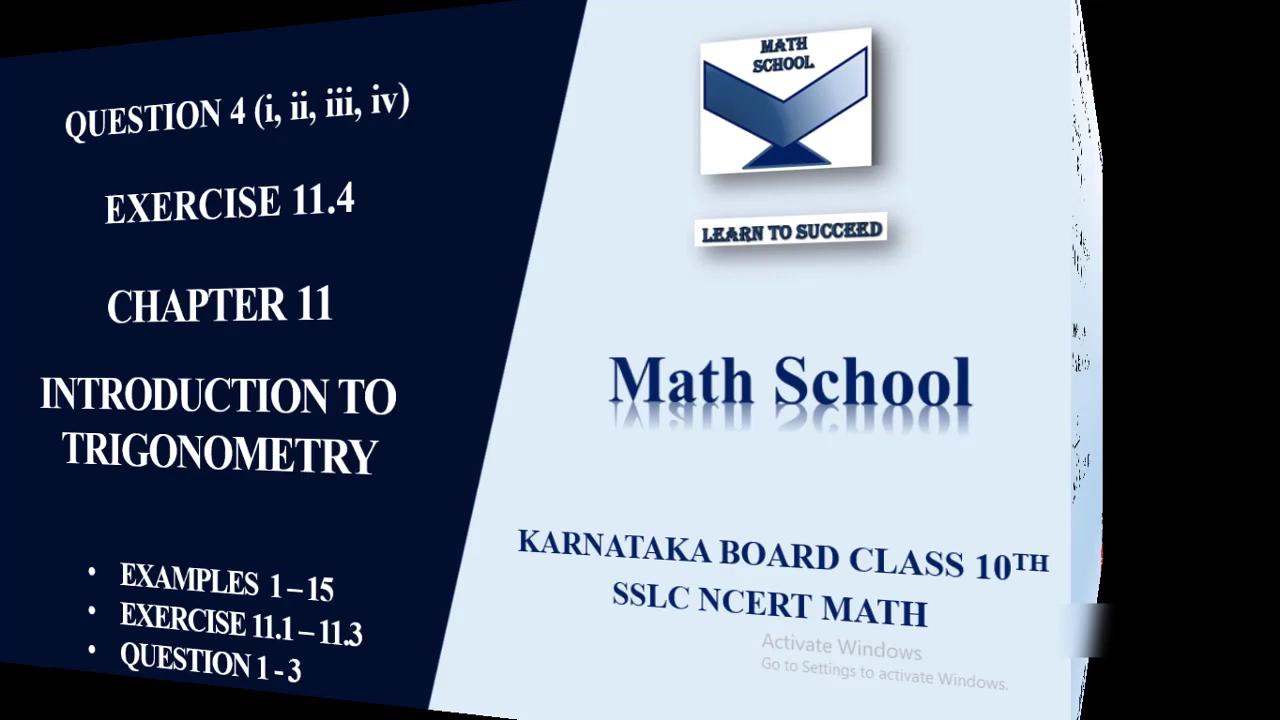 QUESTION 4 (i, ii, iii, iv)
EXERCISE 11.4
CHAPTER 11
INTRODUCTION TO
TRIGONOMETRY
• EXAMPLES 1 – 15
• EXERCISE 11.1 – 11.3
• QUESTION 1 - 3
MATH
SCHOOL
LEARN TO SUCCEED
Math School
KARNATAKA BOARD CLASS 10TH
SSLC NCERT MATH
Activate Windows
Go to Settings to activate Windows.